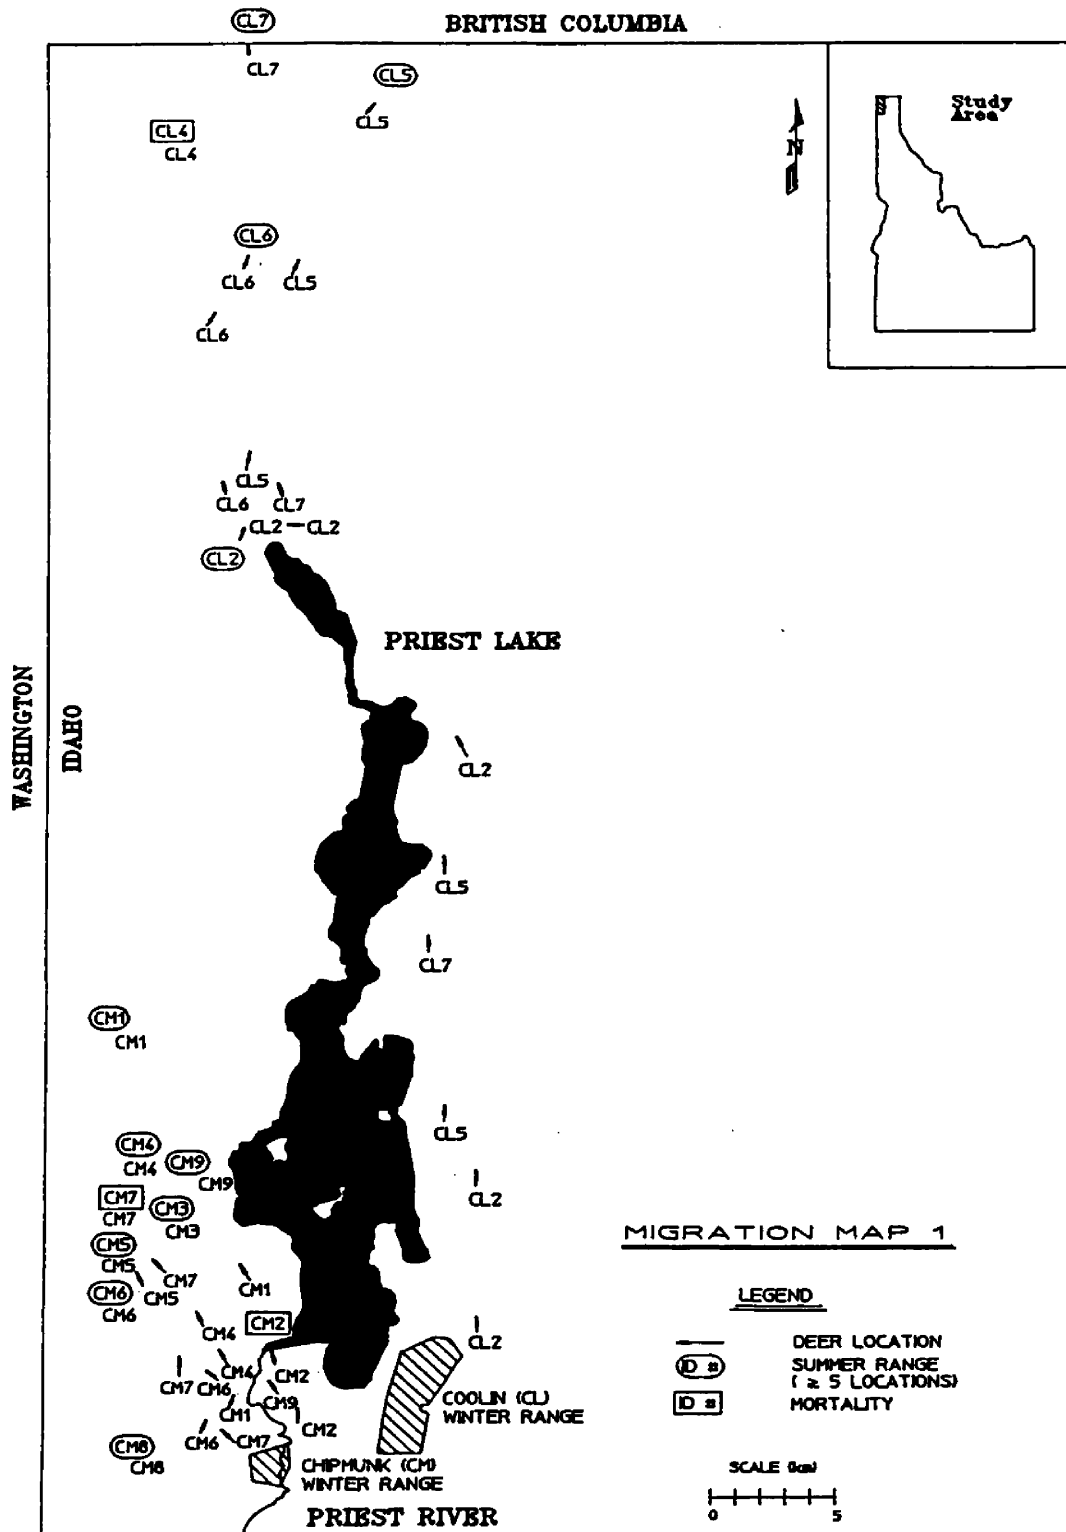 BRITISH COLUMBIA
CL7
CL7
CL5
CL5
CL4
CL4
Study
Area
N
CL6
CL6
CL5
CL6
CL5
CL6
CL7
CL2
CL2
CL2
PRIEST LAKE
WASHINGTON
IDAHO
CL2
CL5
CL7
CM1
CM1
CL5
CM4
CM4
CM9
CM9
CL2
CM7
CM7
CM3
CM3
CM5
CM5
CM7
CM5
CM1
CM6
CM6
CM4
CM2
CL2
CM4
CM2
CM7
CM6
CM9
CM1
CM2
CM6
CM7
CM8
CM8
COOLIN (CL)
WINTER RANGE
CHIPMUNK (CM)
WINTER RANGE
PRIEST RIVER
MIGRATION MAP 1
LEGEND
DEER LOCATION
ID #
SUMMER RANGE
( ≥ 5 LOCATIONS)
ID #
MORTALITY
SCALE (km)
0 5